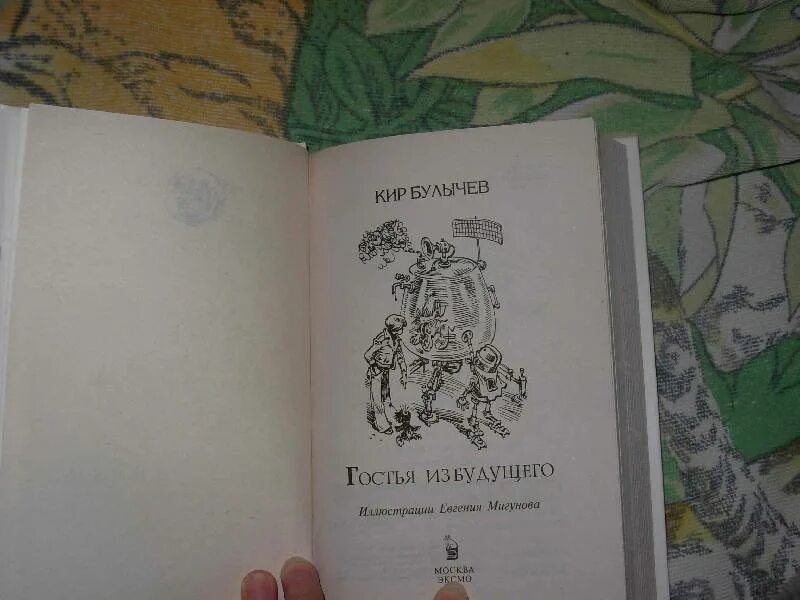 КИР БУЛЫЧЕВ
ГОСТЬЯ ИЗ БУДУЩЕГО
Иллюстрации Евгения Мигунова
МОСКВА
ЭКСМО